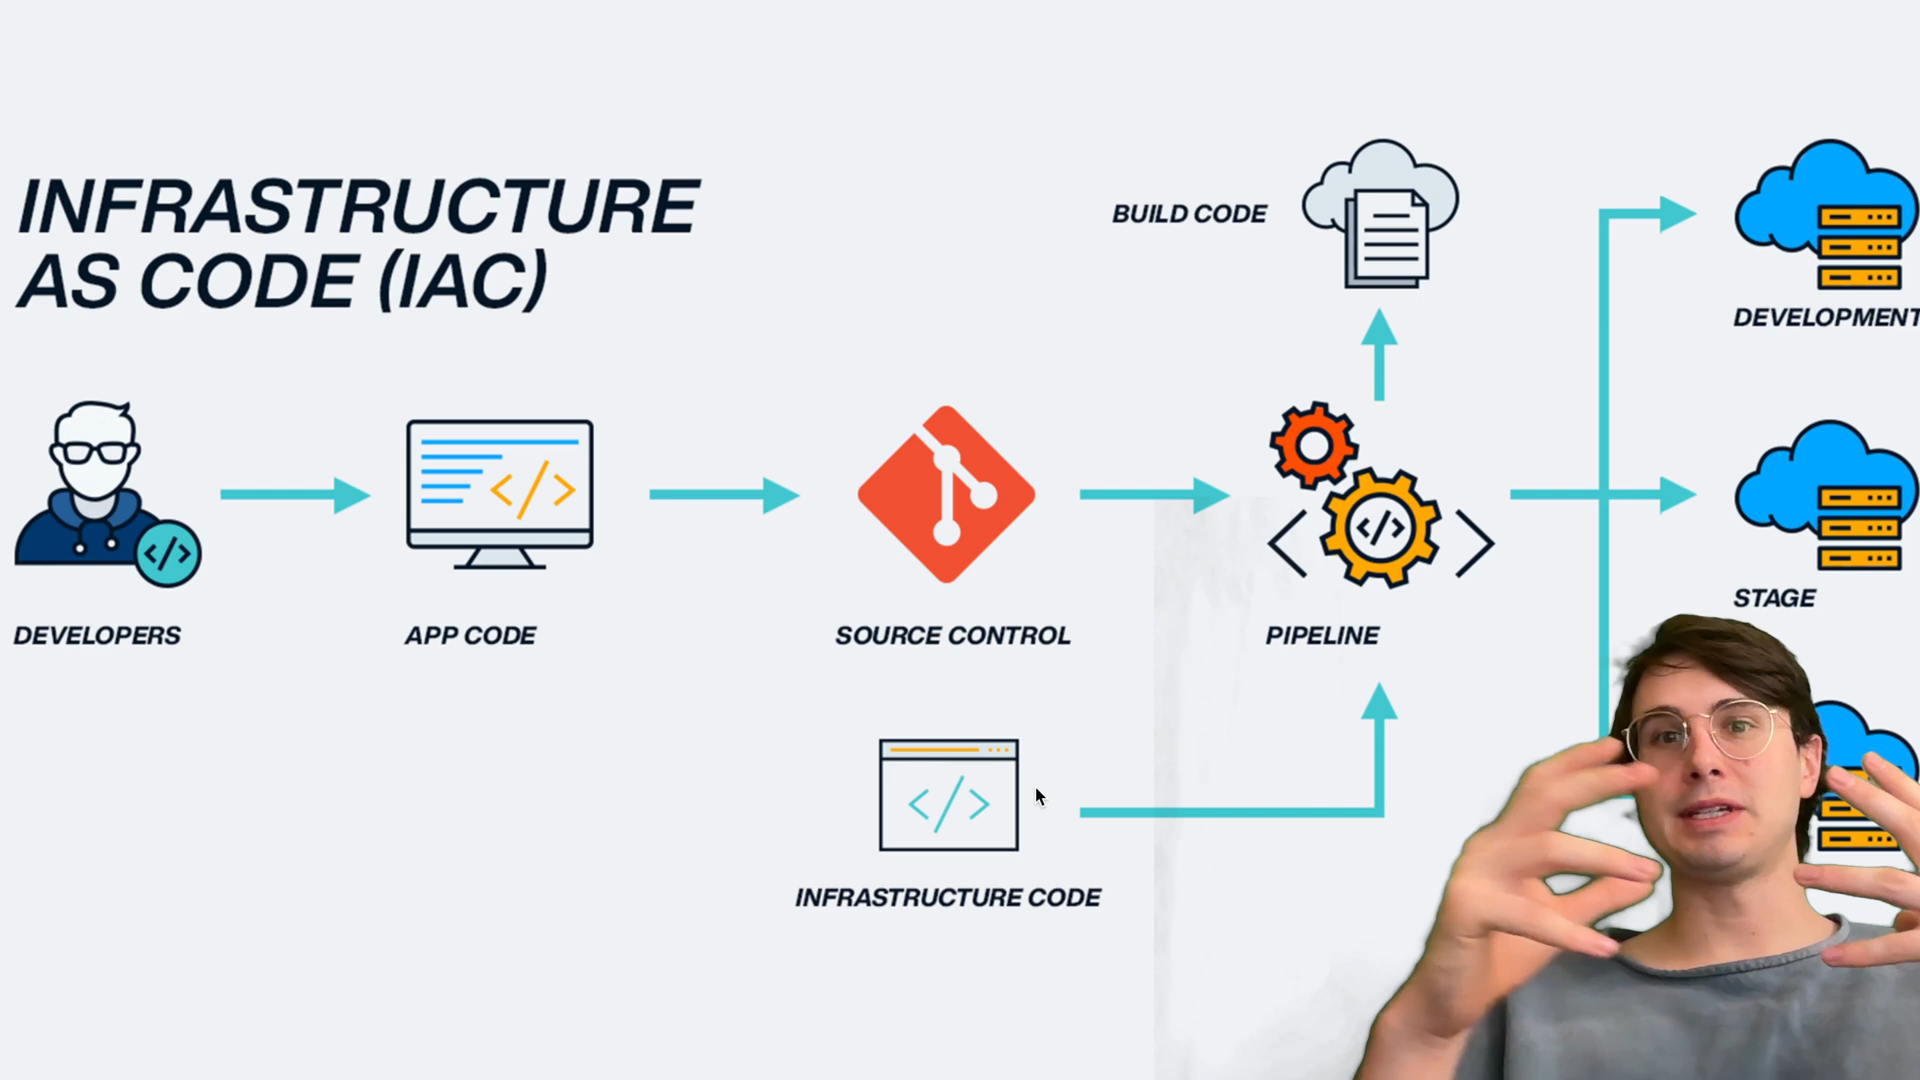 INFRASTRUCTURE
AS CODE (IAC)
BUILD CODE
DEVELOPMENT
STAGE
DEVELOPERS
APP CODE
SOURCE CONTROL
PIPELINE
INFRASTRUCTURE CODE